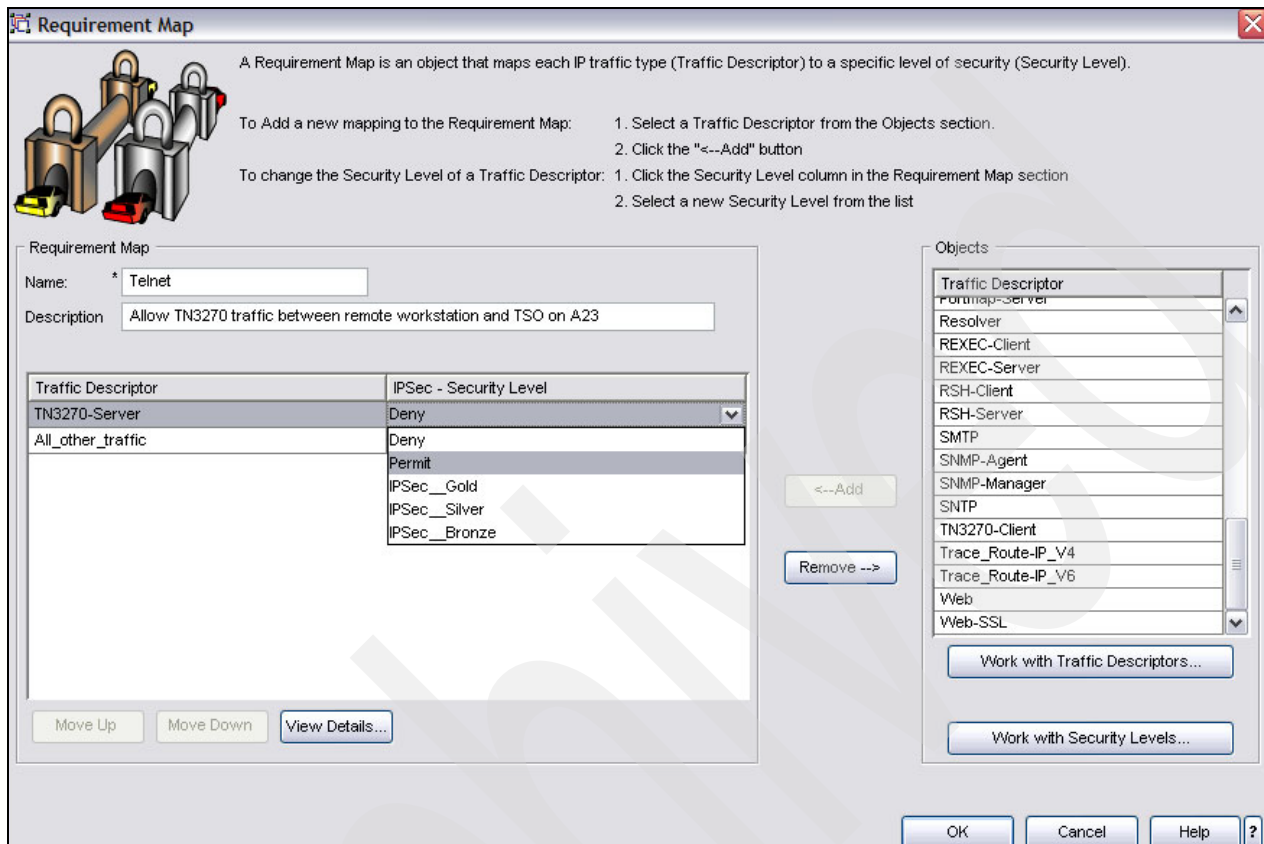 Requirement Map
A Requirement Map is an object that maps each IP traffic type (Traffic Descriptor) to a specific level of security (Security Level).
To Add a new mapping to the Requirement Map: 1. Select a Traffic Descriptor from the Objects section.
2. Click the "<--Add" button
To change the Security Level of a Traffic Descriptor: 1. Click the Security Level column in the Requirement Map section
2. Select a new Security Level from the list
Requirement Map
Name: * Telnet
Description Allow TN3270 traffic between remote workstation and TSO on A23
Traffic Descriptor IPSec - Security Level
TN3270-Server Deny
All_other_traffic Deny
Permit
IPSec__Gold
IPSec__Silver
IPSec__Bronze
Move Up Move Down View Details...
<--Add
Remove -->
Objects
Traffic Descriptor
Portmap-Server
Resolver
REXEC-Client
REXEC-Server
RSH-Client
RSH-Server
SMTP
SNMP-Agent
SNMP-Manager
SNTP
TN3270-Client
Trace_Route-IP_V4
Trace_Route-IP_V6
Web
Web-SSL
Work with Traffic Descriptors...
Work with Security Levels...
OK Cancel Help ?